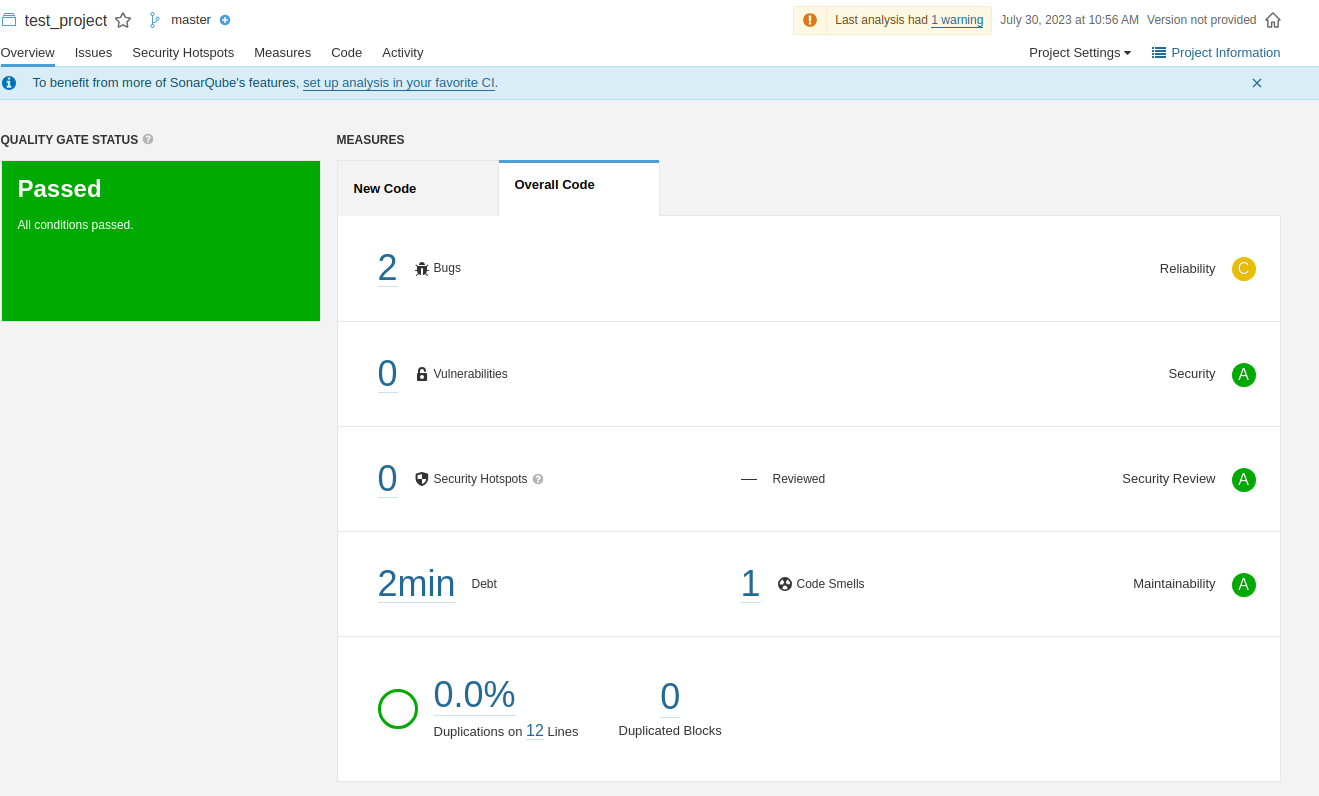 test_project master Last analysis had 1 warning July 30, 2023 at 10:56 AM Version not provided
Overview Issues Security Hotspots Measures Code Activity Project Settings Project Information
To benefit from more of SonarQube's features, set up analysis in your favorite CI.
QUALITY GATE STATUS ?
MEASURES
Passed
All conditions passed.
New Code
Overall Code
2 Bugs Reliability C
0 Vulnerabilities Security A
0 Security Hotspots ? — Reviewed Security Review A
2min Debt 1 Code Smells Maintainability A
0.0%
Duplications on 12 Lines
0
Duplicated Blocks